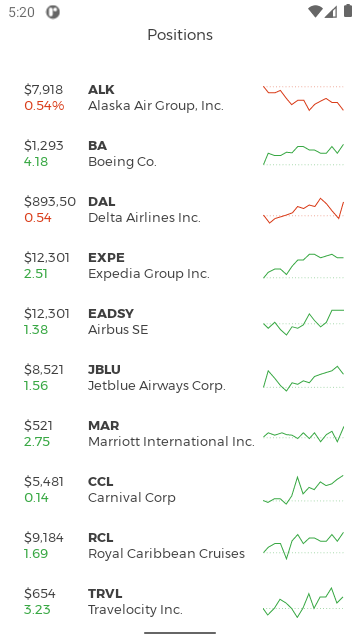 5:20
Positions
$7,918 ALK
0.54% Alaska Air Group, Inc.
$1,293 BA
4.18 Boeing Co.
$893,50 DAL
0.54 Delta Airlines Inc.
$12,301 EXPE
2.51 Expedia Group Inc.
$12,301 EADSY
1.38 Airbus SE
$8,521 JBLU
1.56 Jetblue Airways Corp.
$521 MAR
2.75 Marriott International Inc.
$5,481 CCL
0.14 Carnival Corp
$9,184 RCL
1.69 Royal Caribbean Cruises
$654 TRVL
3.23 Travelocity Inc.